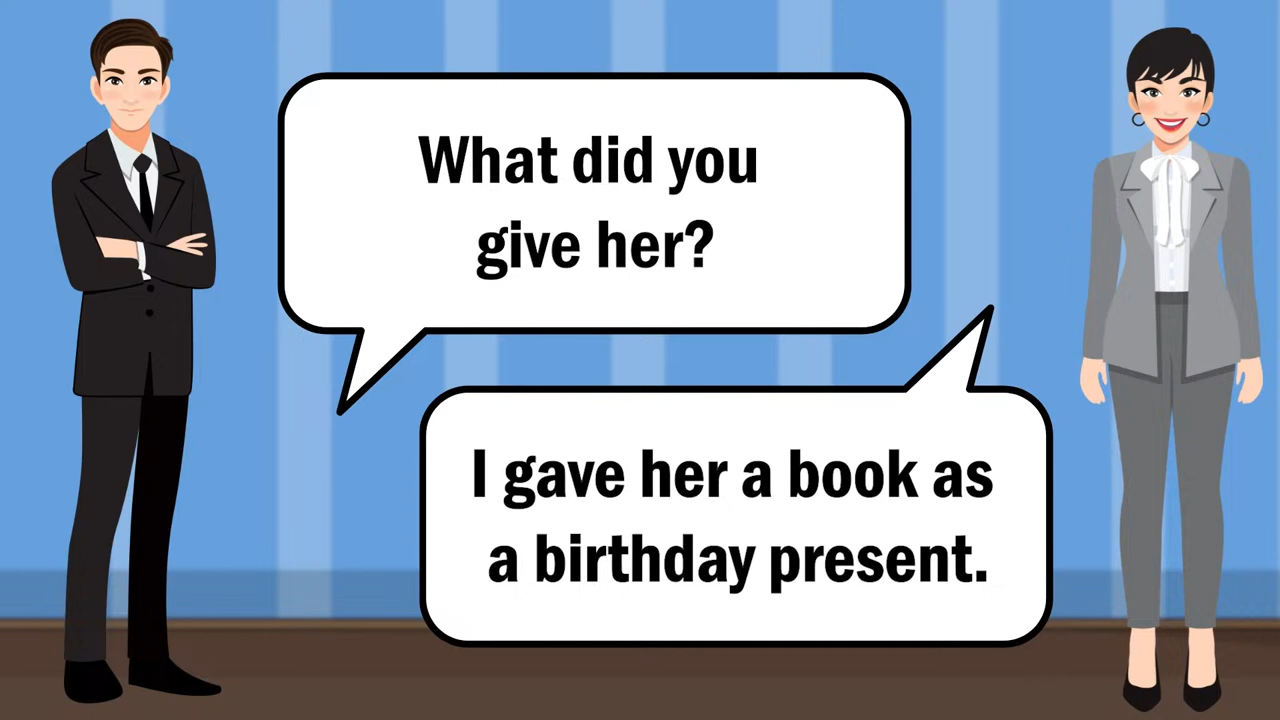 What did you
give her?
I gave her a book as
a birthday present.